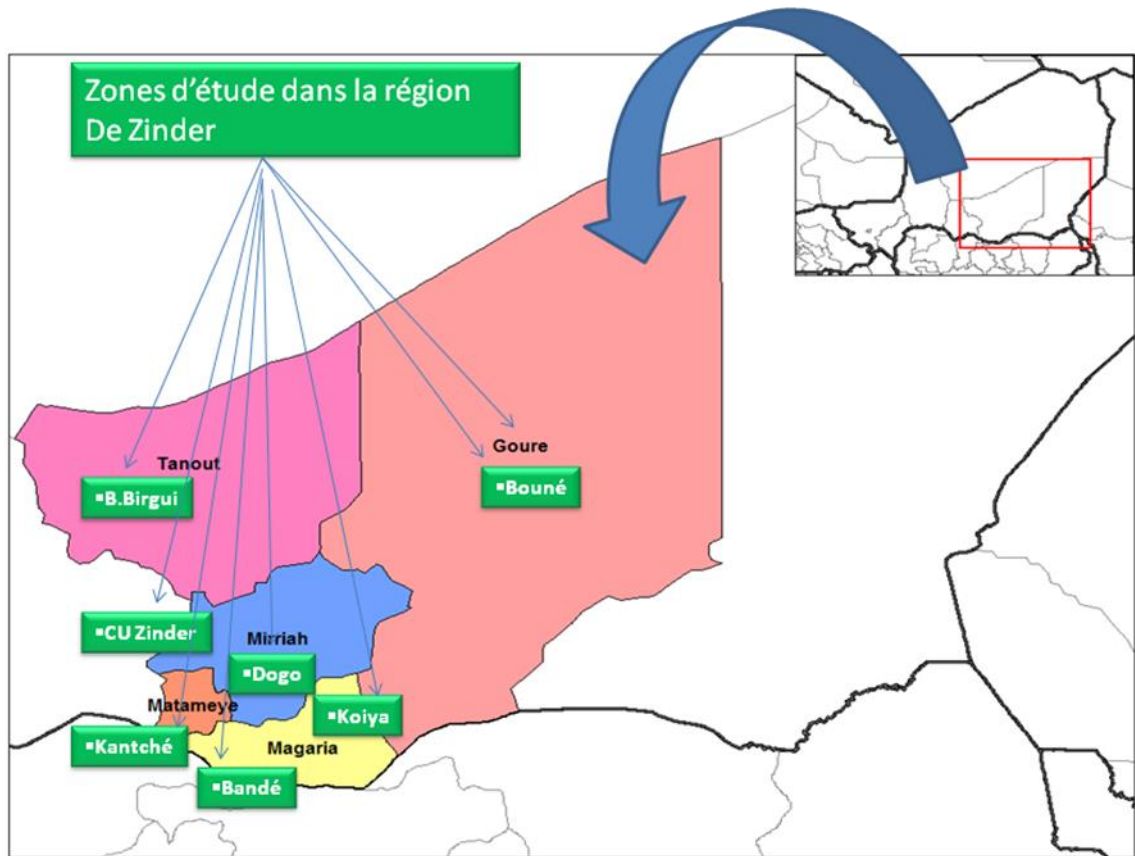 Zones d'étude dans la région
De Zinder
Goure
Tanout
▪Bouné
▪B.Birgui
▪CU Zinder
Mirriah
▪Dogo
Matameye
▪Koiya
▪Kantché
Magaria
▪Bandé